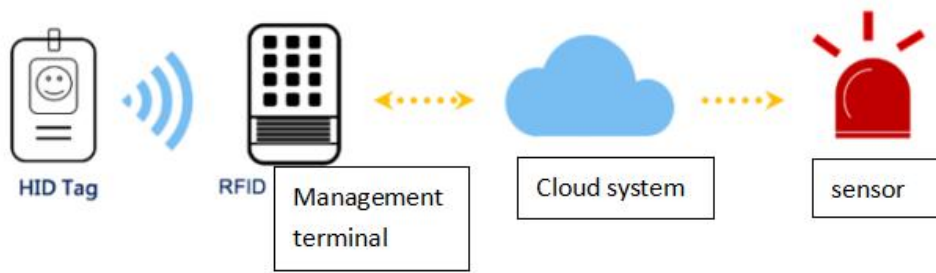 HID Tag
RFID
Management
terminal
Cloud system
sensor